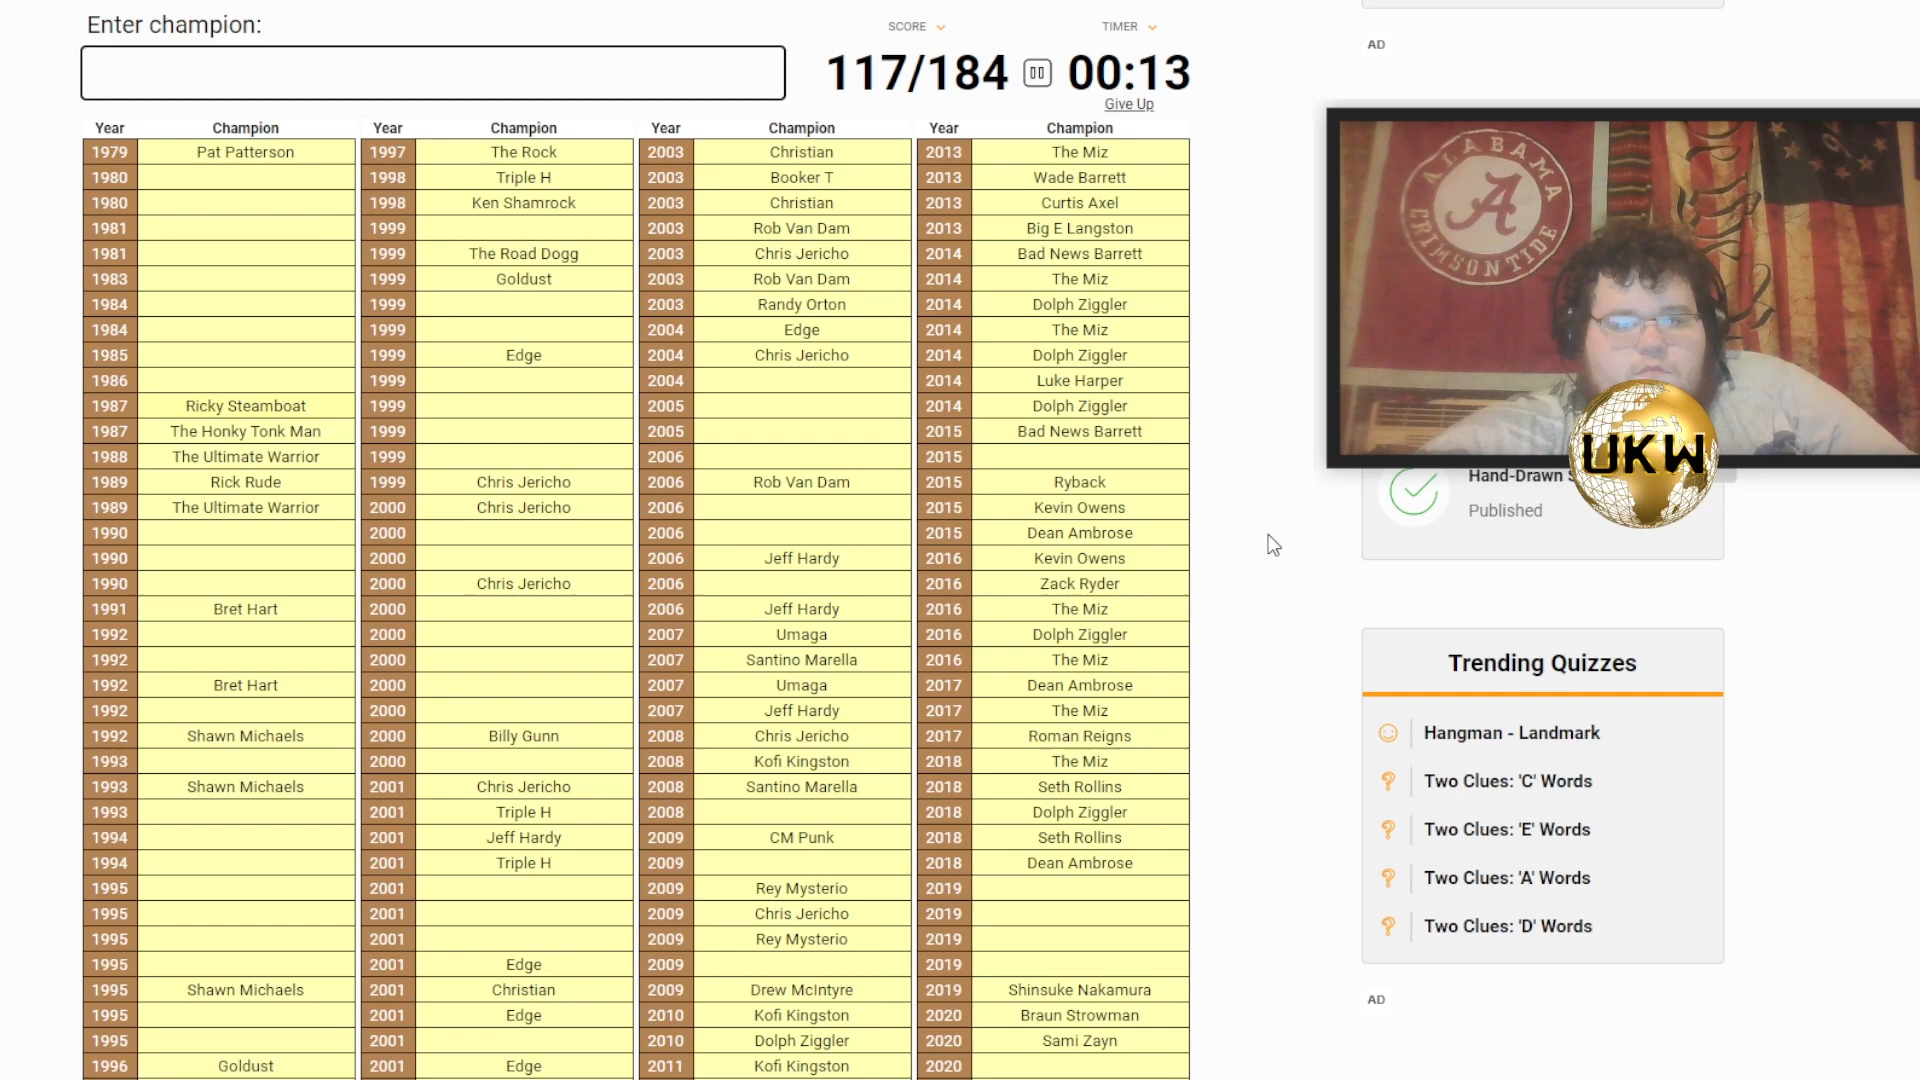 Enter champion:
SCORE
TIMER
117/184
00:13
Give Up
Year Champion Year Champion Year Champion Year Champion
1979 Pat Patterson 1997 The Rock 2003 Christian 2013 The Miz
1980 1998 Triple H 2003 Booker T 2013 Wade Barrett
1980 1998 Ken Shamrock 2003 Christian 2013 Curtis Axel
1981 1999 2003 Rob Van Dam 2013 Big E Langston
1981 1999 The Road Dogg 2003 Chris Jericho 2014 Bad News Barrett
1983 1999 Goldust 2003 Rob Van Dam 2014 The Miz
1984 1999 2003 Randy Orton 2014 Dolph Ziggler
1984 1999 2004 Edge 2014 The Miz
1985 1999 Edge 2004 Chris Jericho 2014 Dolph Ziggler
1986 1999 2004 2014 Luke Harper
1987 Ricky Steamboat 1999 2005 2014 Dolph Ziggler
1987 The Honky Tonk Man 1999 2005 2015 Bad News Barrett
1988 The Ultimate Warrior 1999 2006 2015
1989 Rick Rude 1999 Chris Jericho 2006 Rob Van Dam 2015 Ryback
1989 The Ultimate Warrior 2000 Chris Jericho 2006 2015 Kevin Owens
1990 2000 2006 2015 Dean Ambrose
1990 2000 2006 Jeff Hardy 2016 Kevin Owens
1990 2000 Chris Jericho 2006 2016 Zack Ryder
1991 Bret Hart 2000 2006 Jeff Hardy 2016 The Miz
1992 2000 2007 Umaga 2016 Dolph Ziggler
1992 2000 2007 Santino Marella 2016 The Miz
1992 Bret Hart 2000 2007 Umaga 2017 Dean Ambrose
1992 2000 2007 Jeff Hardy 2017 The Miz
1992 Shawn Michaels 2000 Billy Gunn 2008 Chris Jericho 2017 Roman Reigns
1993 2000 2008 Kofi Kingston 2018 The Miz
1993 Shawn Michaels 2001 Chris Jericho 2008 Santino Marella 2018 Seth Rollins
1993 2001 Triple H 2008 2018 Dolph Ziggler
1994 2001 Jeff Hardy 2009 CM Punk 2018 Seth Rollins
1994 2001 Triple H 2009 2018 Dean Ambrose
1995 2001 2009 Rey Mysterio 2019
1995 2001 2009 Chris Jericho 2019
1995 2001 2009 Rey Mysterio 2019
1995 2001 Edge 2009 2019
1995 Shawn Michaels 2001 Christian 2009 Drew McIntyre 2019 Shinsuke Nakamura
1995 2001 Edge 2010 Kofi Kingston 2020 Braun Strowman
1995 2001 2010 Dolph Ziggler 2020 Sami Zayn
1996 Goldust 2001 Edge 2011 Kofi Kingston 2020
AD
ALABAMA
A
CRIMSON TIDE
UKW
Hand-Drawn
Published
Trending Quizzes
Hangman - Landmark
Two Clues: 'C' Words
Two Clues: 'E' Words
Two Clues: 'A' Words
Two Clues: 'D' Words
AD